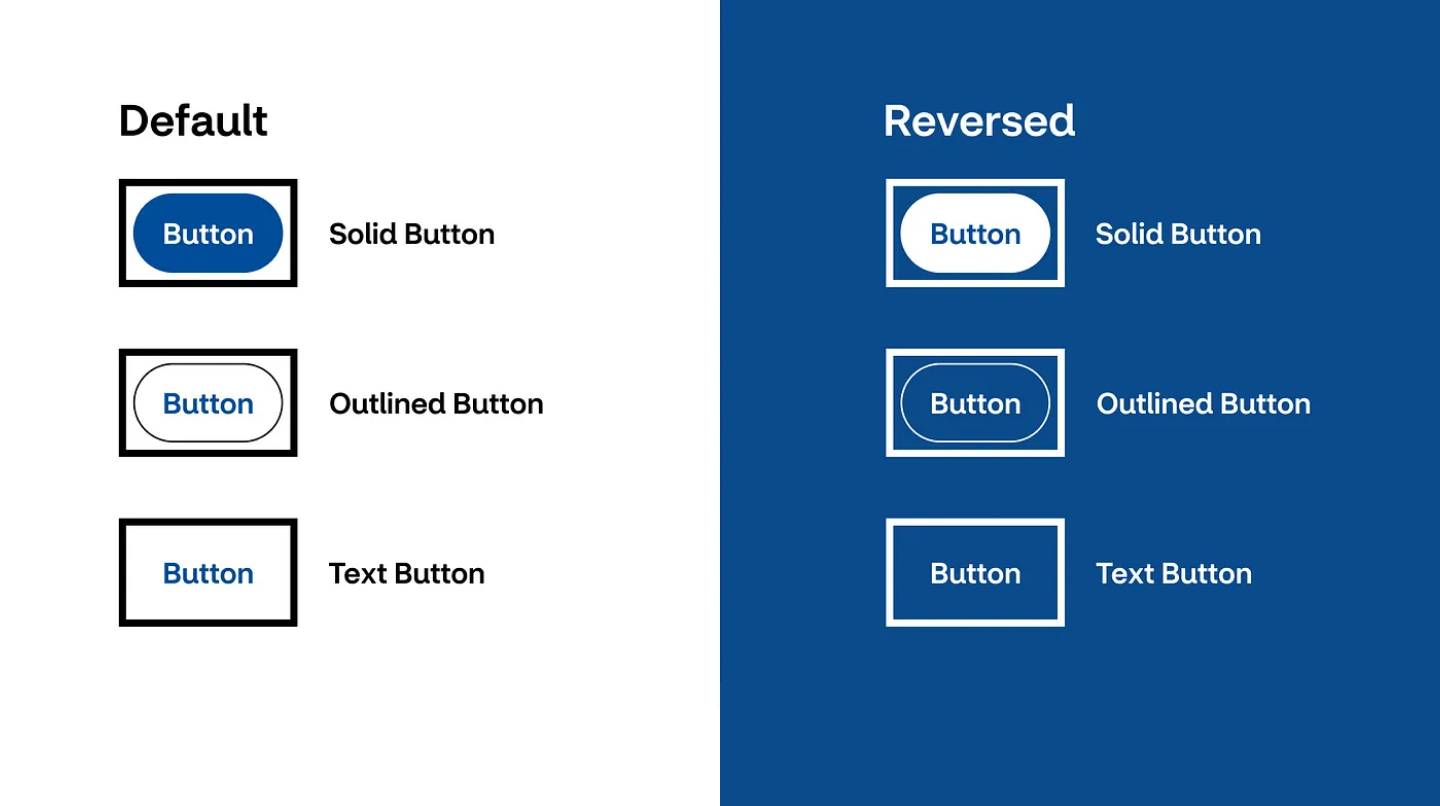 Default
Button
Solid Button
Button
Outlined Button
Button
Text Button
Reversed
Button
Solid Button
Button
Outlined Button
Button
Text Button